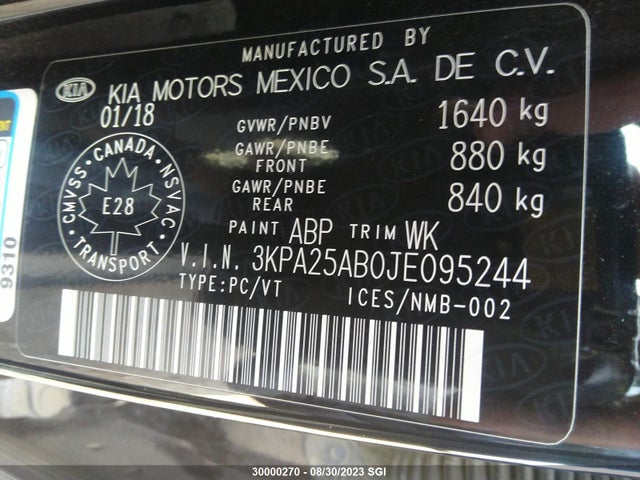 MANUFACTURED BY
KIA KIA MOTORS MEXICO S.A. DE C.V.
01/18
GVWR/PNBV 1640 kg
GAWR/PNBE FRONT 880 kg
GAWR/PNBE REAR 840 kg
CANADA
CMVSS NSVAC
E28
TRANSPORT
PAINT ABP TRIM WK
V.I.N. 3KPA25AB0JE095244
TYPE:PC/VT ICES/NMB-002
9310
30000270 - 08/30/2023 SGI